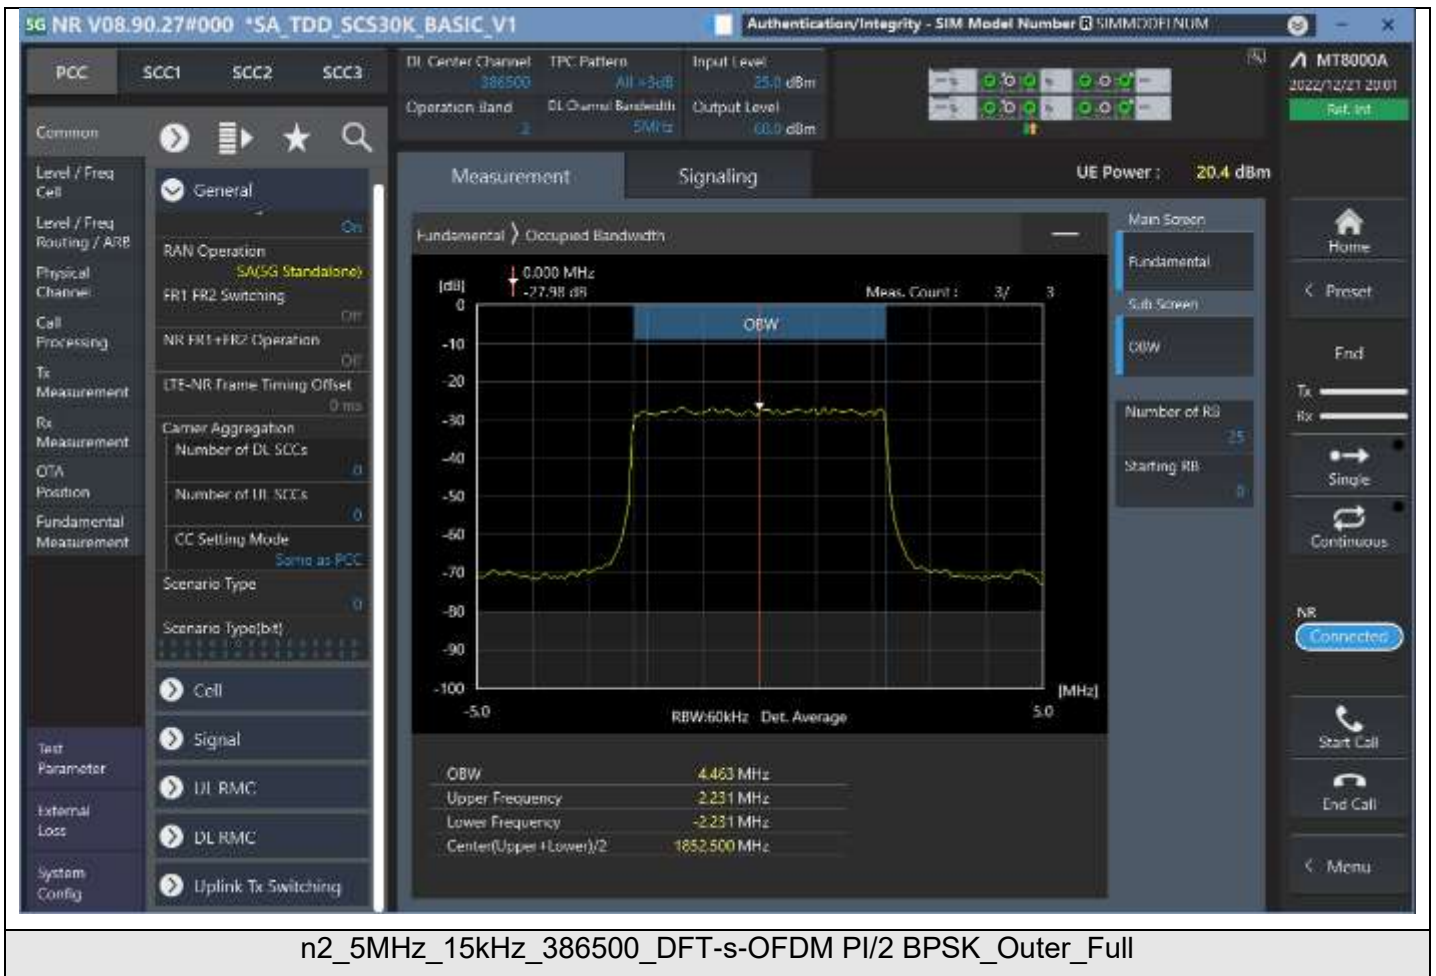 5G NR V08.90.27#000 *SA_TDD_SCS30K_BASIC_V1
Authentication/Integrity - SIM Model Number R SIMMODELNUM
PCC SCC1 SCC2 SCC3
DL Center Channel
386500
TPC Pattern
All +3dB
Input Level
25.0 dBm
Operation Band
2
DL Channel Bandwidth
5MHz
Output Level
dBm
MT8000A
2022/12/21 20:01
Ref. Int
Common
Level / Freq
Cell
Level / Freq
Routing / ARB
Physical
Channel
Call
Processing
Tx
Measurement
Rx
Measurement
OTA
Position
Fundamental
Measurement
Test
Parameter
External
Loss
System
Config
General
On
RAN Operation
SA(5G Standalone)
FR1 FR2 Switching
Off
NR FR1+FR2 Operation
Off
LTE-NR Frame Timing Offset
0 ms
Carrier Aggregation
Number of DL SCCs
0
Number of UL SCCs
0
CC Setting Mode
Same as PCC
Scenario Type
0
Scenario Type(bit)
Cell
Signal
UL RMC
DL RMC
Uplink Tx Switching
Measurement Signaling
UE Power : 20.4 dBm
Fundamental Occupied Bandwidth
[dB]
0.000 MHz
-27.98 dB
Meas. Count : 3/ 3
OBW
0
-10
-20
-30
-40
-50
-60
-70
-80
-90
-100
[MHz]
-5.0
RBW:60kHz Det. Average
5.0
OBW 4.463 MHz
Upper Frequency 2.231 MHz
Lower Frequency -2.231 MHz
Center(Upper+Lower)/2 1852.500 MHz
Main Screen
Fundamental
Sub Screen
OBW
Number of RB
25
Starting RB
0
Home
Preset
End
Tx
Rx
Single
Continuous
NR
Connected
Start Call
End Call
Menu
n2_5MHz_15kHz_386500_DFT-s-OFDM PI/2 BPSK_Outer_Full